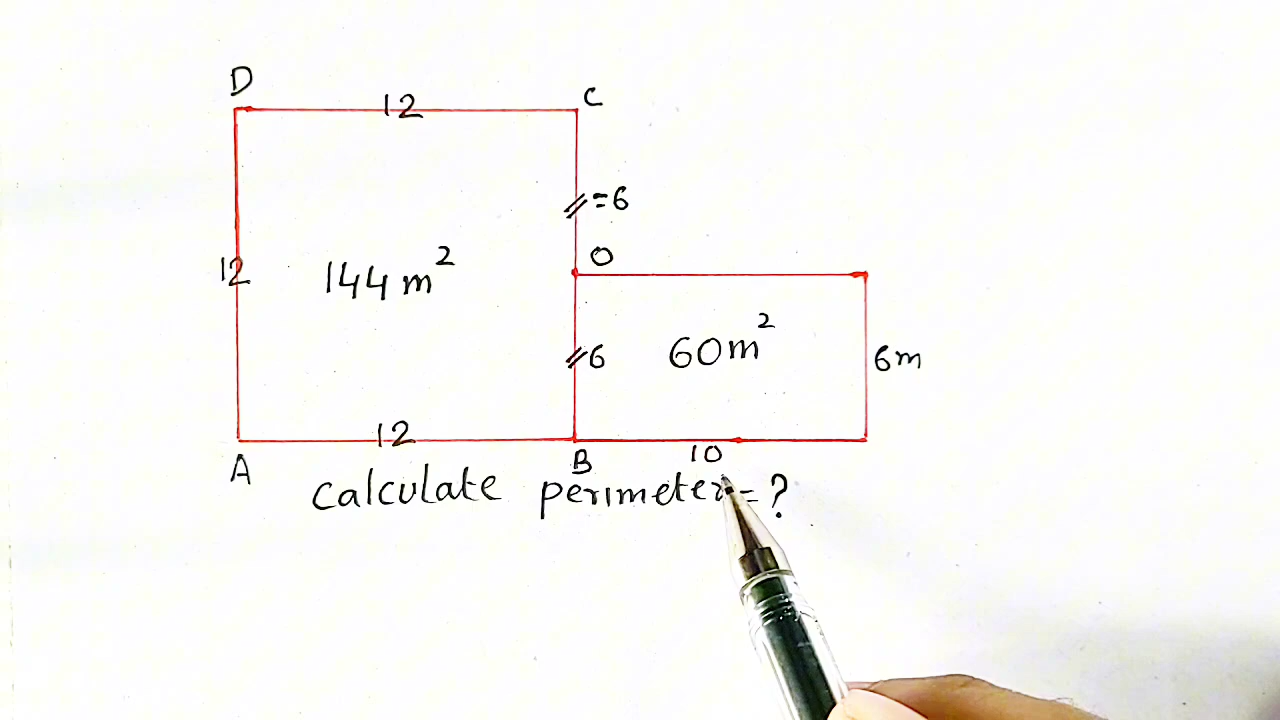 D
12
C
=6
O
12
144 m²
6
60m²
6m
12
10
A
B
calculate perimeter = ?